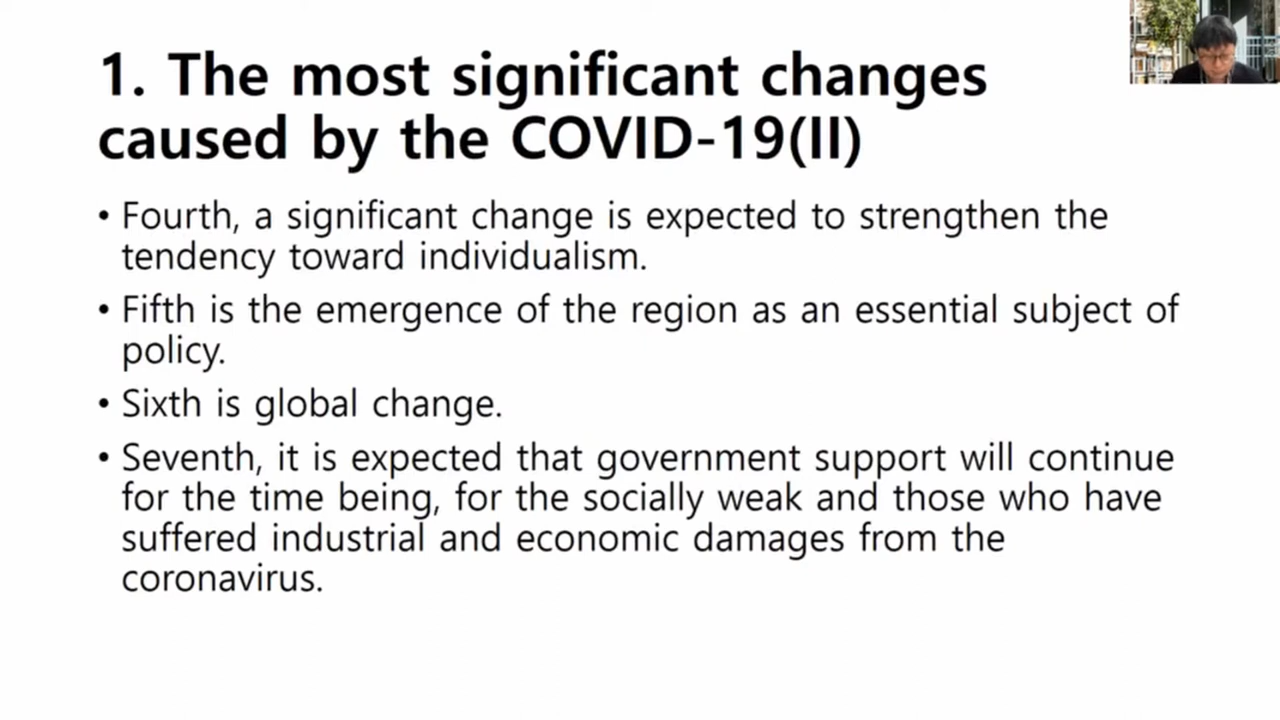 1. The most significant changes
caused by the COVID-19(II)
• Fourth, a significant change is expected to strengthen the
tendency toward individualism.
• Fifth is the emergence of the region as an essential subject of
policy.
• Sixth is global change.
• Seventh, it is expected that government support will continue
for the time being, for the socially weak and those who have
suffered industrial and economic damages from the
coronavirus.